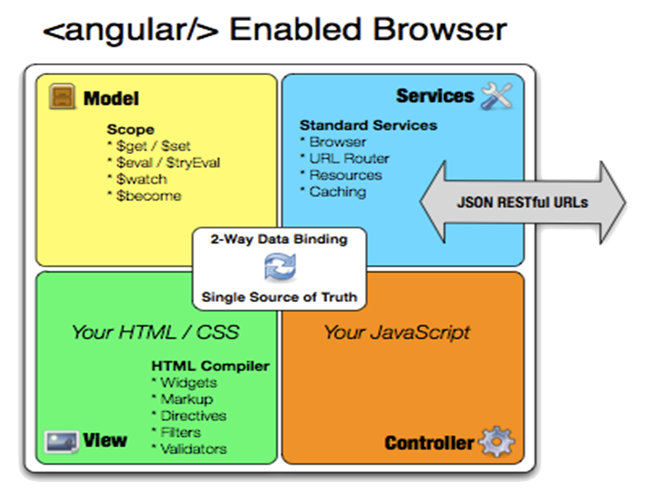 <angular/> Enabled Browser
Model
Scope
* $get / $set
* $eval / $tryEval
* $watch
* $become
Services
Standard Services
* Browser
* URL Router
* Resources
* Caching
JSON RESTful URLs
2-Way Data Binding
Single Source of Truth
Your HTML / CSS
HTML Compiler
* Widgets
* Markup
* Directives
* Filters
* Validators
View
Your JavaScript
Controller